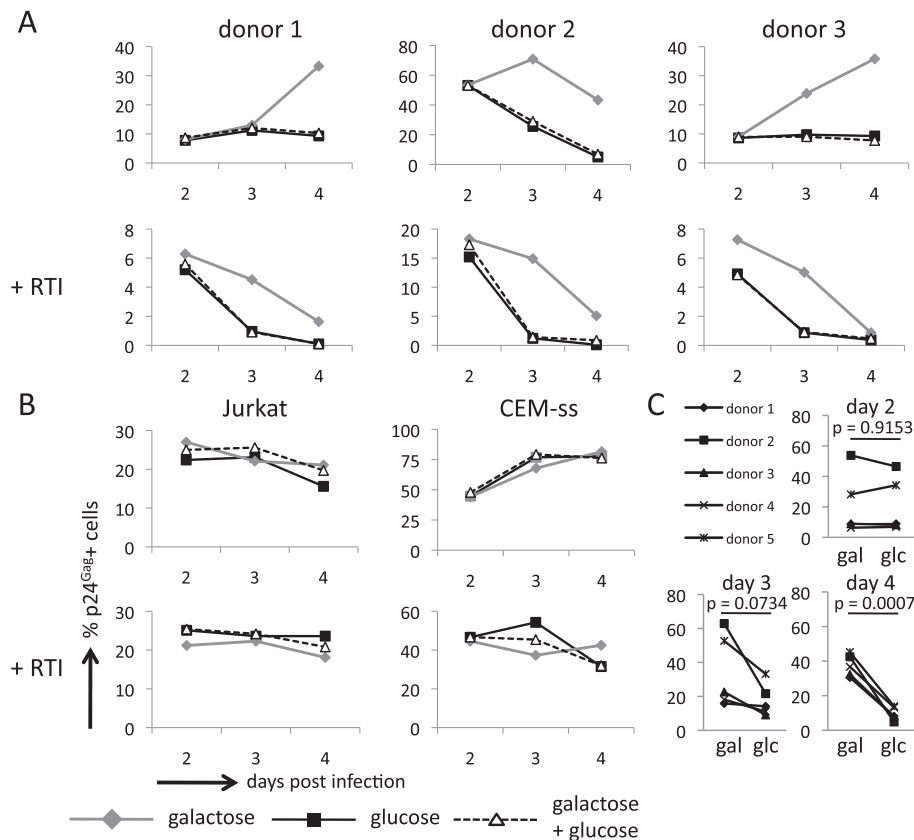 A
donor 1
donor 2
donor 3
40
30
20
10
0
2 3 4
80
60
40
20
0
2 3 4
40
30
20
10
0
2 3 4
+ RTI
8
6
4
2
0
2 3 4
20
15
10
5
0
2 3 4
8
6
4
2
0
2 3 4
B
Jurkat
CEM-ss
% p24Gag+ cells
30
20
10
0
2 3 4
100
75
50
25
0
2 3 4
+ RTI
30
20
10
0
2 3 4
60
40
20
0
2 3 4
days post infection
galactose
glucose
galactose
+ glucose
C
donor 1
donor 2
donor 3
donor 4
donor 5
day 2
p = 0.9153
80
60
40
20
0
gal glc
day 3
p = 0.0734
80
60
40
20
0
gal glc
day 4
p = 0.0007
80
60
40
20
0
gal glc